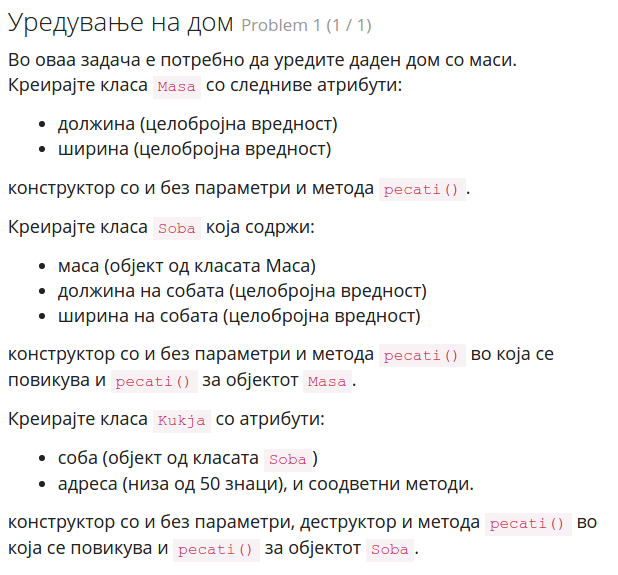 Уредување на дом Problem 1 (1 / 1)
Во оваа задача е потребно да уредите даден дом со маси.
Креирајте класа Masa со следниве атрибути:
• должина (целобројна вредност)
• ширина (целобројна вредност)
конструктор со и без параметри и метода pecati().
Креирајте класа Soba која содржи:
• маса (објект од класата Маса)
• должина на собата (целобројна вредност)
• ширина на собата (целобројна вредност)
конструктор со и без параметри и метода pecati() во која се
повикува и pecati() за објектот Masa.
Креирајте класа Kukja со атрибути:
• соба (објект од класата Soba )
• адреса (низа од 50 знаци), и соодветни методи.
конструктор со и без параметри, деструктор и метода pecati() во
која се повикува и pecati() за објектот Soba.